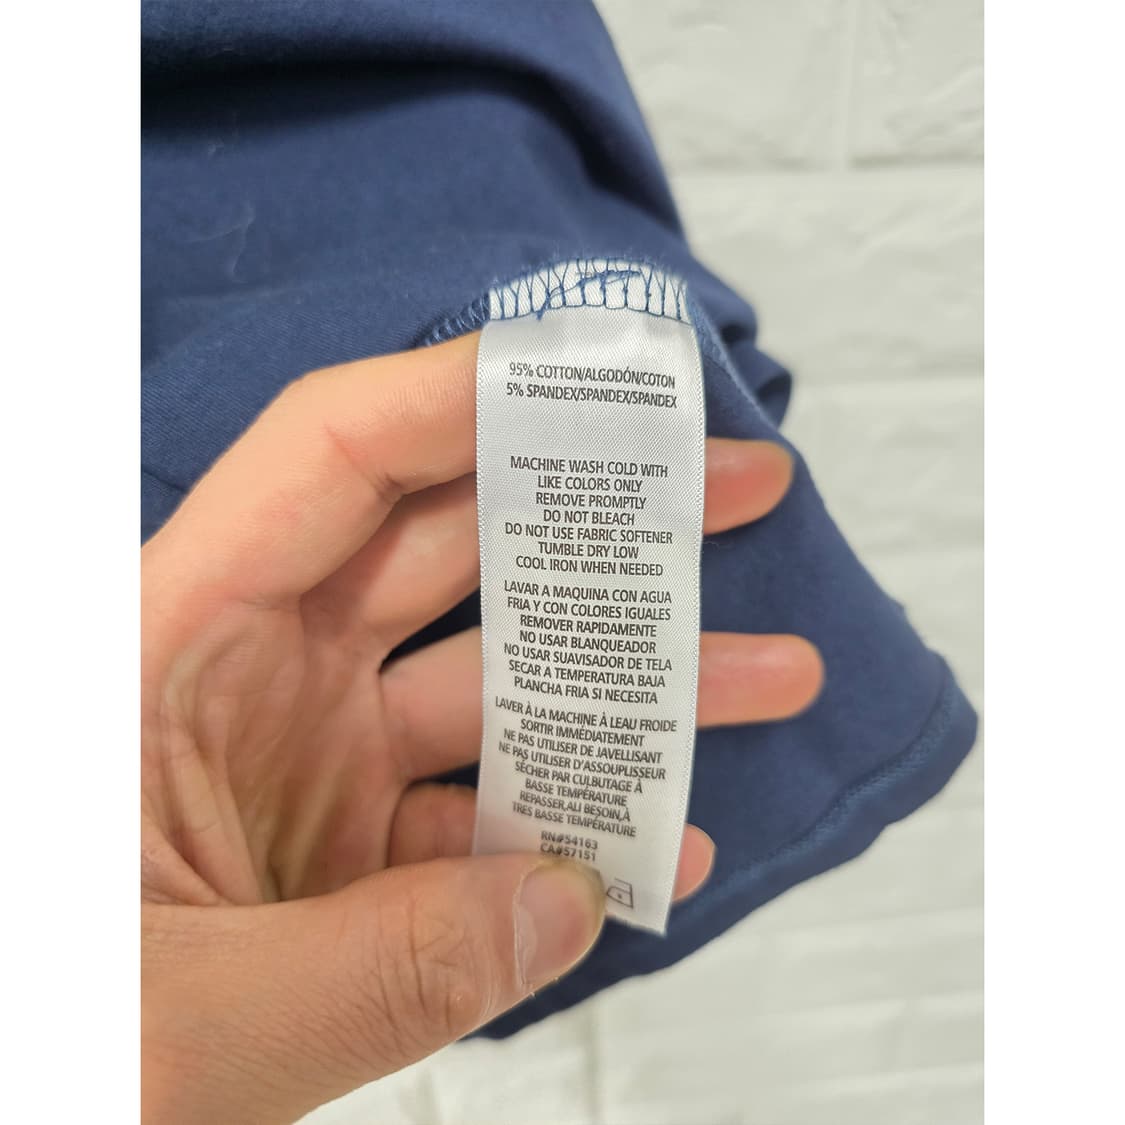 95% COTTON/ALGODÓN/COTON
5% SPANDEX/SPANDEX/SPANDEX
MACHINE WASH COLD WITH
LIKE COLORS ONLY
REMOVE PROMPTLY
DO NOT BLEACH
DO NOT USE FABRIC SOFTENER
TUMBLE DRY LOW
COOL IRON WHEN NEEDED
LAVAR A MAQUINA CON AGUA
FRIA Y CON COLORES IGUALES
REMOVER RAPIDAMENTE
NO USAR BLANQUEADOR
NO USAR SUAVISADOR DE TELA
SECAR A TEMPERATURA BAJA
PLANCHA FRIA SI NECESITA
LAVER À LA MACHINE À LEAU FROIDE
SORTIR IMMÉDIATEMENT
NE PAS UTILISER DE JAVELLISANT
NE PAS UTILISER D'ASSOUPLISSEUR
SÉCHER PAR CULBUTAGE À
BASSE TEMPÉRATURE
REPASSER,ALI BESOIN,À
TRES BASSE TEMPÉRATURE
RN#54163
CA#57151